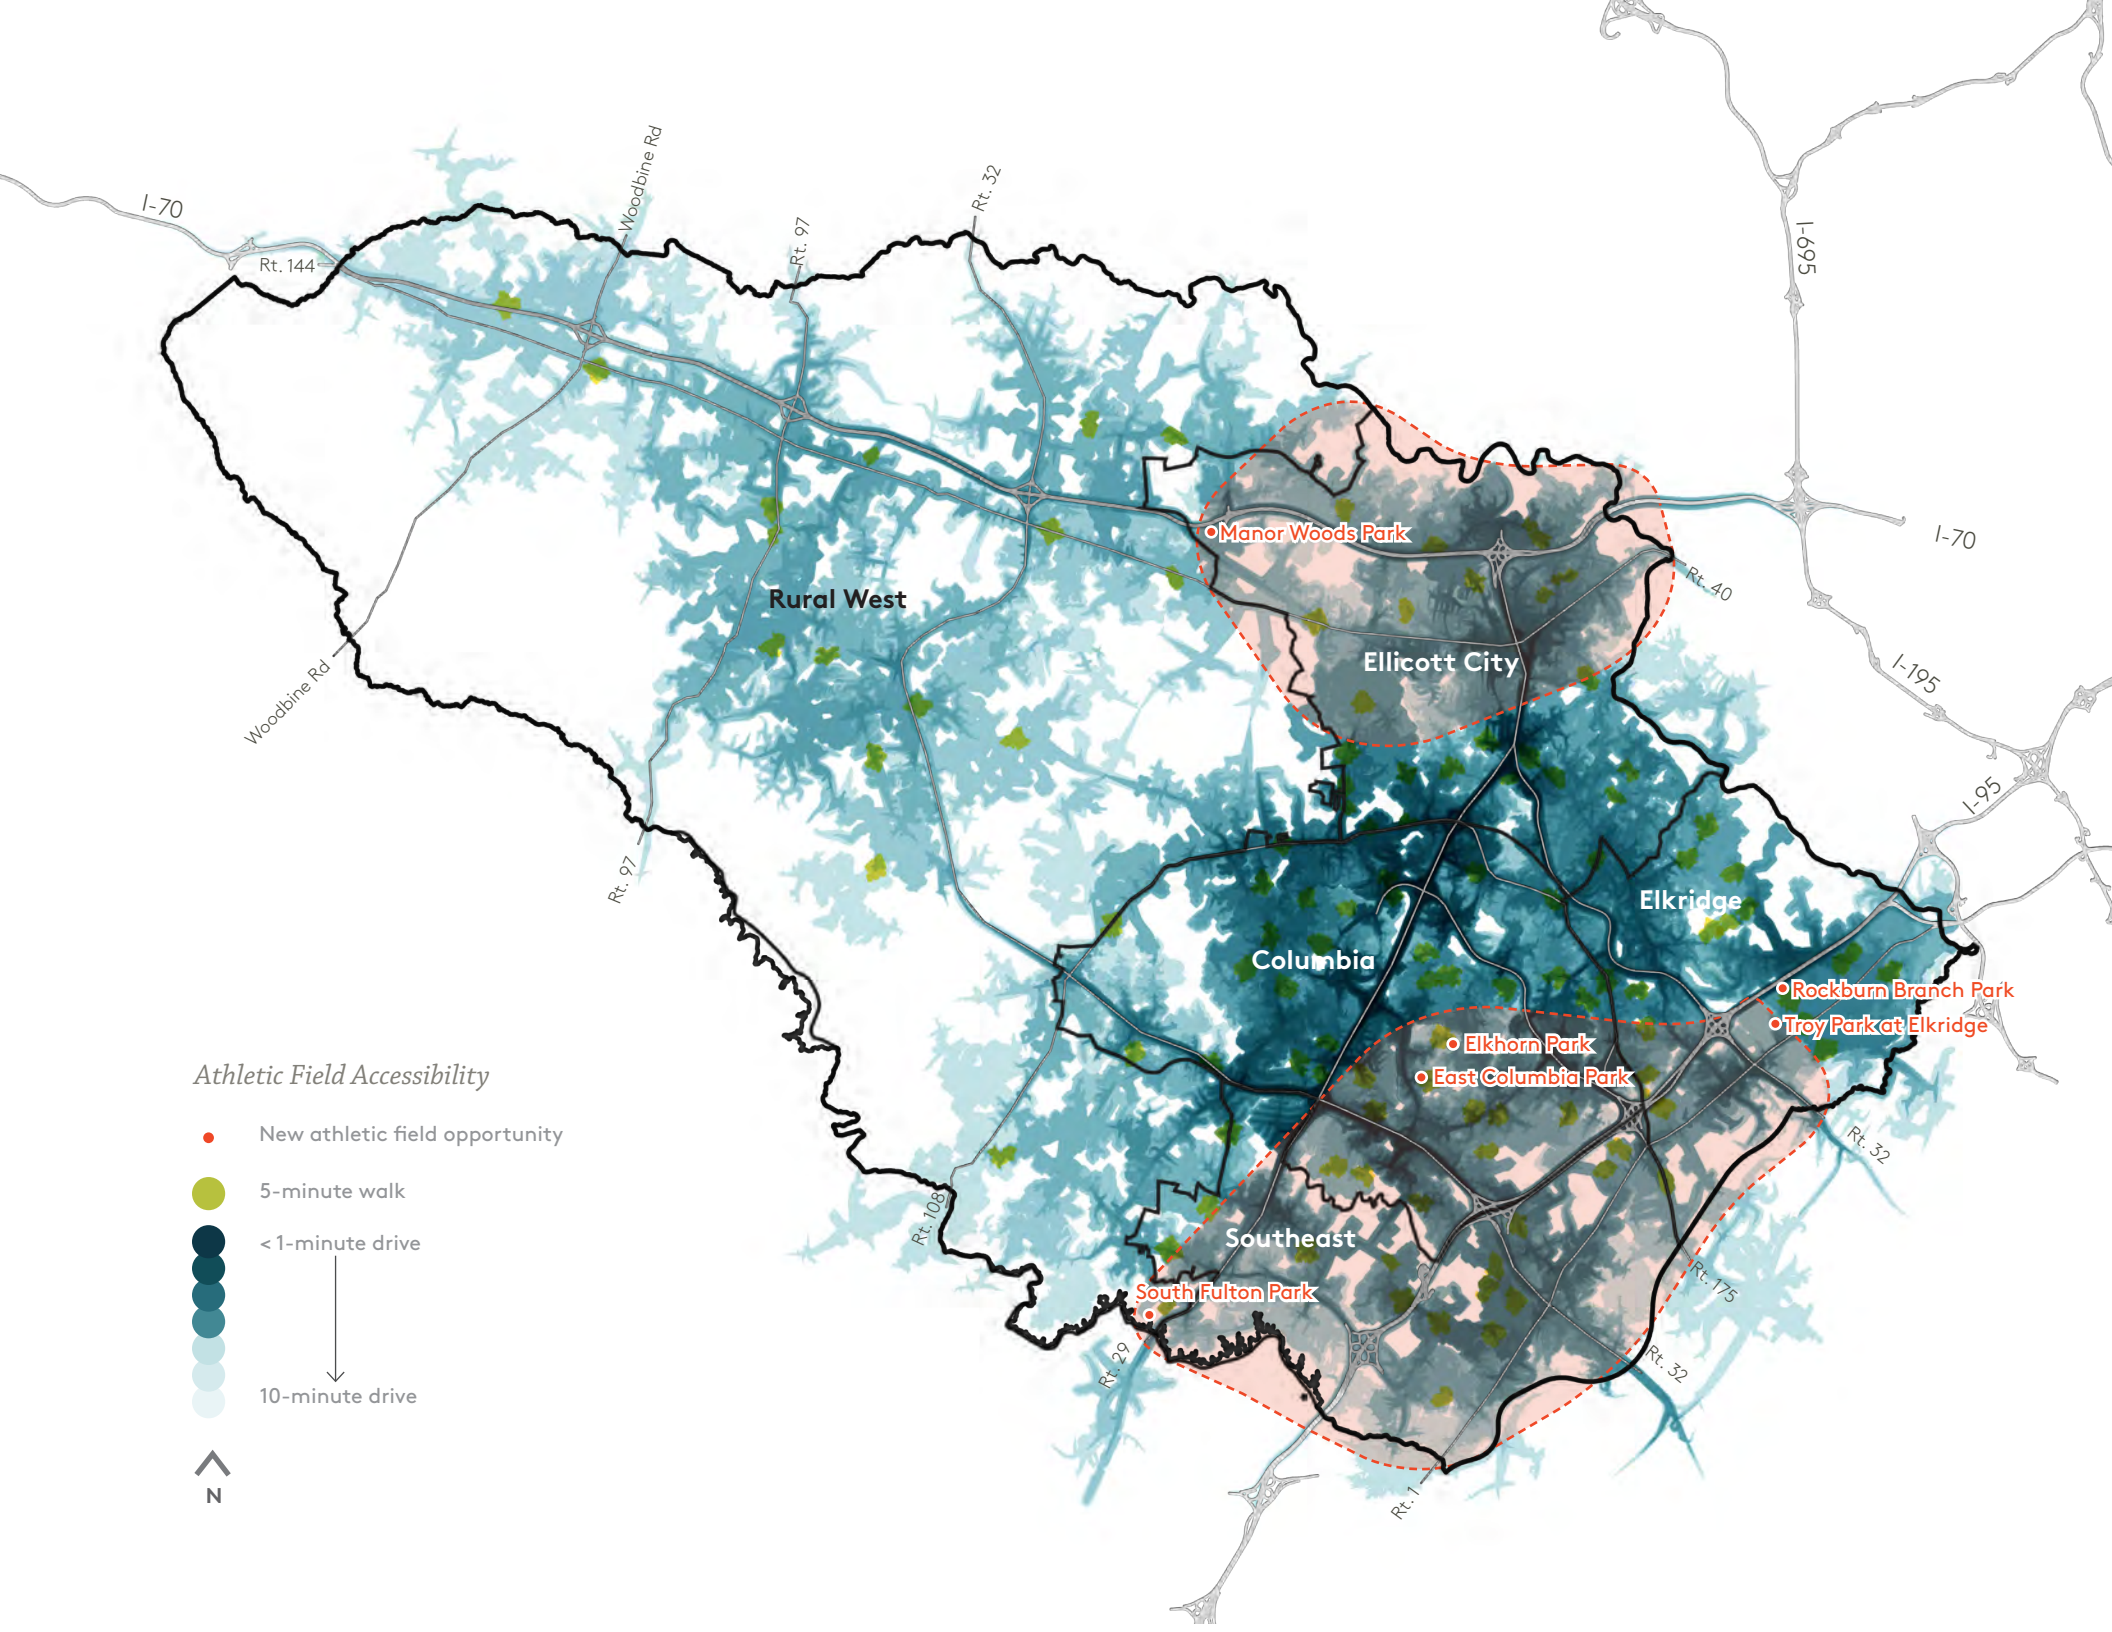 Woodbine Rd
Rt. 32
I-70
Rt. 97
I-695
Rt. 144
Manor Woods Park
I-70
Rt. 40
Rural West
Ellicott City
I-195
Woodbine Rd
I-95
Rt. 97
Elkridge
Columbia
Rockburn Branch Park
Troy Park at Elkridge
Elkhorn Park
East Columbia Park
Rt. 32
Rt. 108
Southeast
Rt. 175
South Fulton Park
Rt. 29
Rt. 32
Rt. 1
Athletic Field Accessibility
New athletic field opportunity
5-minute walk
< 1-minute drive
10-minute drive
N